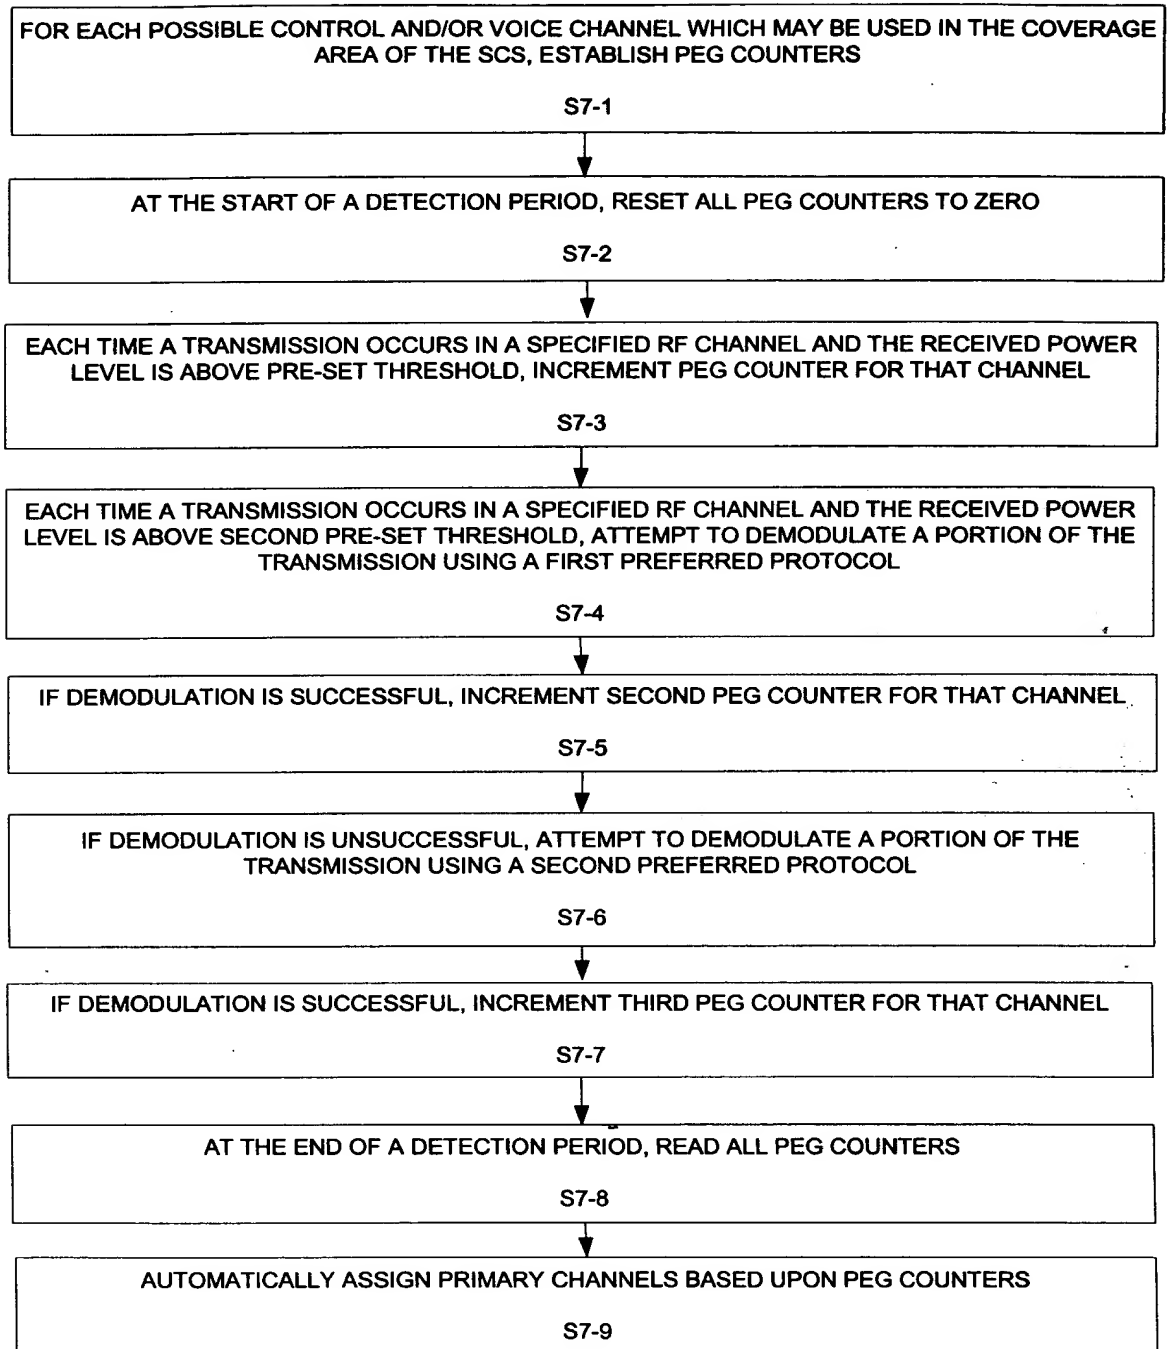 FOR EACH POSSIBLE CONTROL AND/OR VOICE CHANNEL WHICH MAY BE USED IN THE COVERAGE
AREA OF THE SCS, ESTABLISH PEG COUNTERS
S7-1
AT THE START OF A DETECTION PERIOD, RESET ALL PEG COUNTERS TO ZERO
S7-2
EACH TIME A TRANSMISSION OCCURS IN A SPECIFIED RF CHANNEL AND THE RECEIVED POWER
LEVEL IS ABOVE PRE-SET THRESHOLD, INCREMENT PEG COUNTER FOR THAT CHANNEL
S7-3
EACH TIME A TRANSMISSION OCCURS IN A SPECIFIED RF CHANNEL AND THE RECEIVED POWER
LEVEL IS ABOVE SECOND PRE-SET THRESHOLD, ATTEMPT TO DEMODULATE A PORTION OF THE
TRANSMISSION USING A FIRST PREFERRED PROTOCOL
S7-4
IF DEMODULATION IS SUCCESSFUL, INCREMENT SECOND PEG COUNTER FOR THAT CHANNEL
S7-5
IF DEMODULATION IS UNSUCCESSFUL, ATTEMPT TO DEMODULATE A PORTION OF THE
TRANSMISSION USING A SECOND PREFERRED PROTOCOL
S7-6
IF DEMODULATION IS SUCCESSFUL, INCREMENT THIRD PEG COUNTER FOR THAT CHANNEL
S7-7
AT THE END OF A DETECTION PERIOD, READ ALL PEG COUNTERS
S7-8
AUTOMATICALLY ASSIGN PRIMARY CHANNELS BASED UPON PEG COUNTERS
S7-9